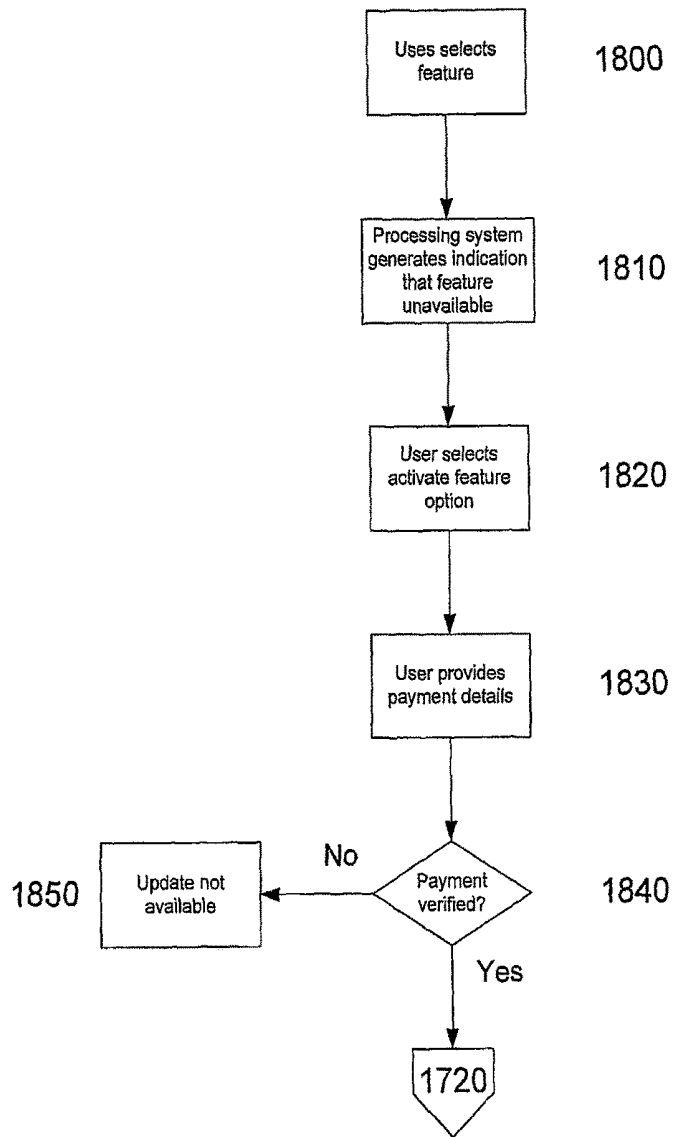 Uses selects
feature
1800
Processing system
generates indication
that feature
unavailable
1810
User selects
activate feature
option
1820
User provides
payment details
1830
1850
Update not
available
No
Payment
verified?
1840
Yes
1720